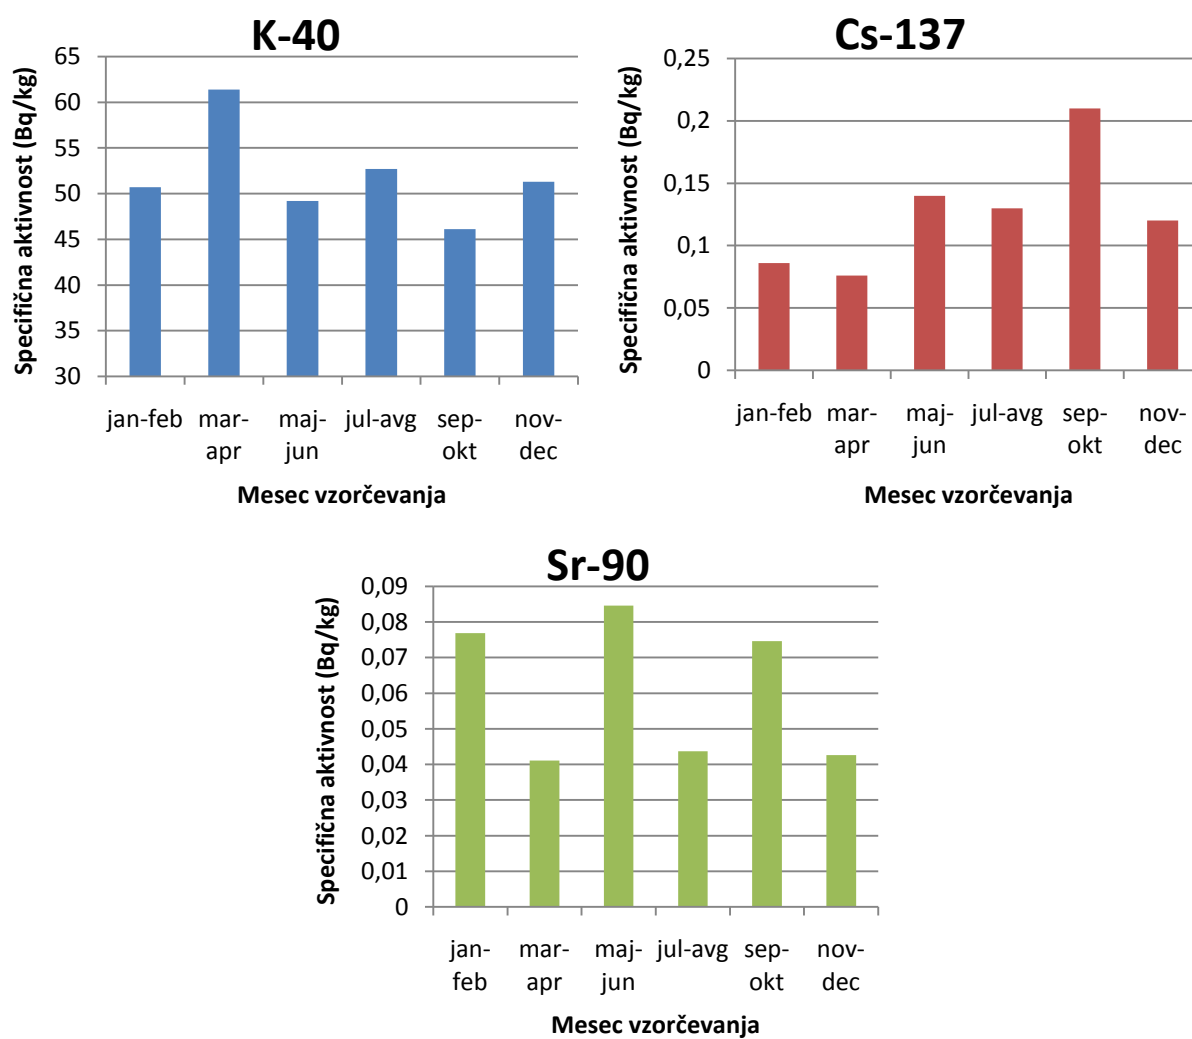 K-40
Specifična aktivnost (Bq/kg)
65
60
55
50
45
40
35
30
jan-feb mar- maj- jul-avg sep- nov-
apr jun okt dec
Mesec vzorčevanja
Cs-137
Specifična aktivnost (Bq/kg)
0,25
0,2
0,15
0,1
0,05
0
jan-feb mar- maj- jul-avg sep- nov-
apr jun okt dec
Mesec vzorčevanja
Sr-90
Specifična aktivnost (Bq/kg)
0,09
0,08
0,07
0,06
0,05
0,04
0,03
0,02
0,01
0
jan- mar- maj- jul-avg sep- nov-
feb apr jun okt dec
Mesec vzorčevanja